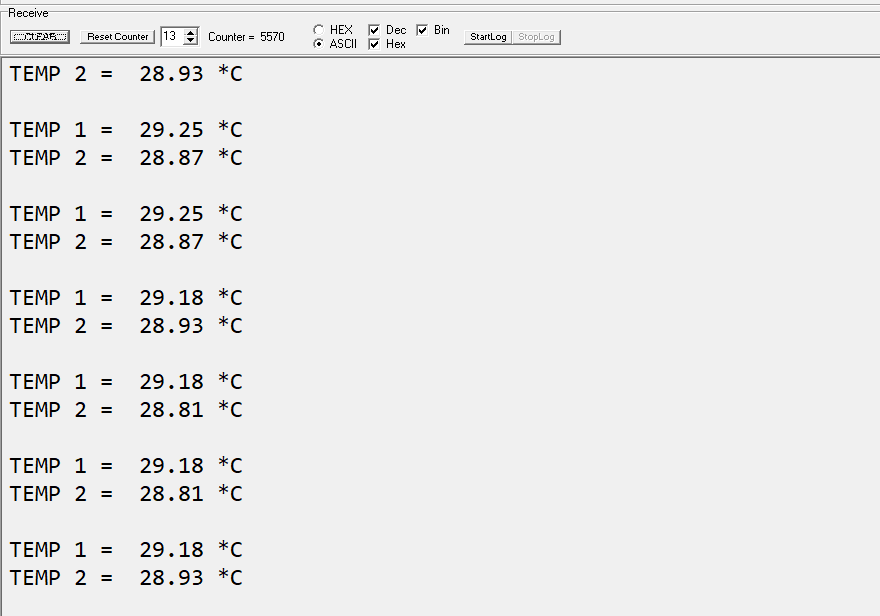 Receive
CLEAR Reset Counter 13 Counter = 5570 HEX Dec Bin StartLog StopLog
ASCII Hex
TEMP 2 =  28.93 *C
TEMP 1 =  29.25 *C
TEMP 2 =  28.87 *C
TEMP 1 =  29.25 *C
TEMP 2 =  28.87 *C
TEMP 1 =  29.18 *C
TEMP 2 =  28.93 *C
TEMP 1 =  29.18 *C
TEMP 2 =  28.81 *C
TEMP 1 =  29.18 *C
TEMP 2 =  28.81 *C
TEMP 1 =  29.18 *C
TEMP 2 =  28.93 *C